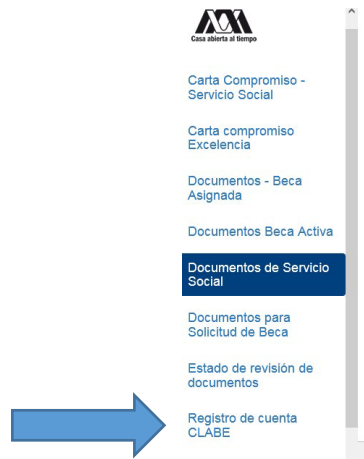 Casa abierta al tiempo
Carta Compromiso -
Servicio Social
Carta compromiso
Excelencia
Documentos - Beca
Asignada
Documentos Beca Activa
Documentos de Servicio
Social
Documentos para
Solicitud de Beca
Estado de revisión de
documentos
Registro de cuenta
CLABE